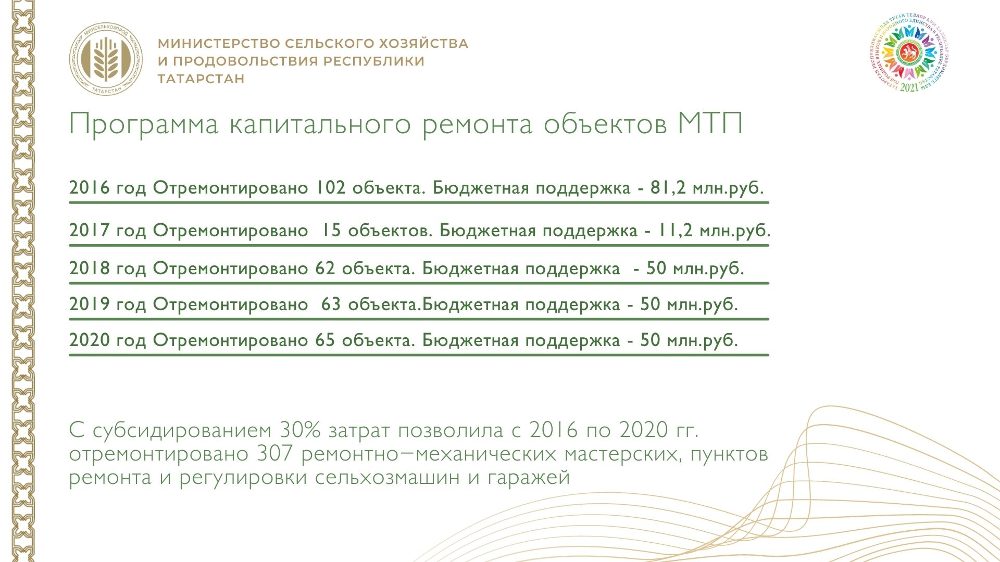 МИНСЕЛЬХОЗПРОД
ТАТАРСТАН
МИНИСТЕРСТВО СЕЛЬСКОГО ХОЗЯЙСТВА
И ПРОДОВОЛЬСТВИЯ РЕСПУБЛИКИ
ТАТАРСТАН
ТАТАРСТАН РЕСПУБЛИКАСЫНДА ТУГАН ТЕЛЛӘР ҺӘМ ХАЛЫКЛАР БЕРДӘМЛЕГЕ ЕЛЫ
ГОД РОДНЫХ ЯЗЫКОВ И НАРОДНОГО ЕДИНСТВА В РЕСПУБЛИКЕ ТАТАРСТАН
2021
Программа капитального ремонта объектов МТП
2016 год Отремонтировано 102 объекта. Бюджетная поддержка - 81,2 млн.руб.
2017 год Отремонтировано  15 объектов. Бюджетная поддержка - 11,2 млн.руб.
2018 год Отремонтировано 62 объекта. Бюджетная поддержка  - 50 млн.руб.
2019 год Отремонтировано  63 объекта.Бюджетная поддержка - 50 млн.руб.
2020 год Отремонтировано 65 объекта. Бюджетная поддержка - 50 млн.руб.
С субсидированием 30% затрат позволила с 2016 по 2020 гг.
отремонтировано 307 ремонтно–механических мастерских, пунктов
ремонта и регулировки сельхозмашин и гаражей